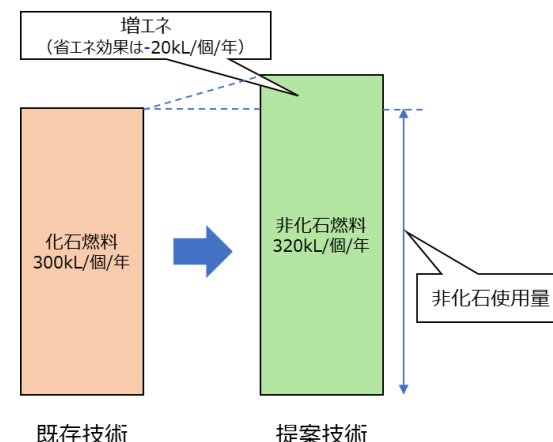 増エネ
（省エネ効果は-20kL/個/年）
化石燃料
300kL/個/年
非化石燃料
320kL/個/年
非化石使用量
既存技術
提案技術